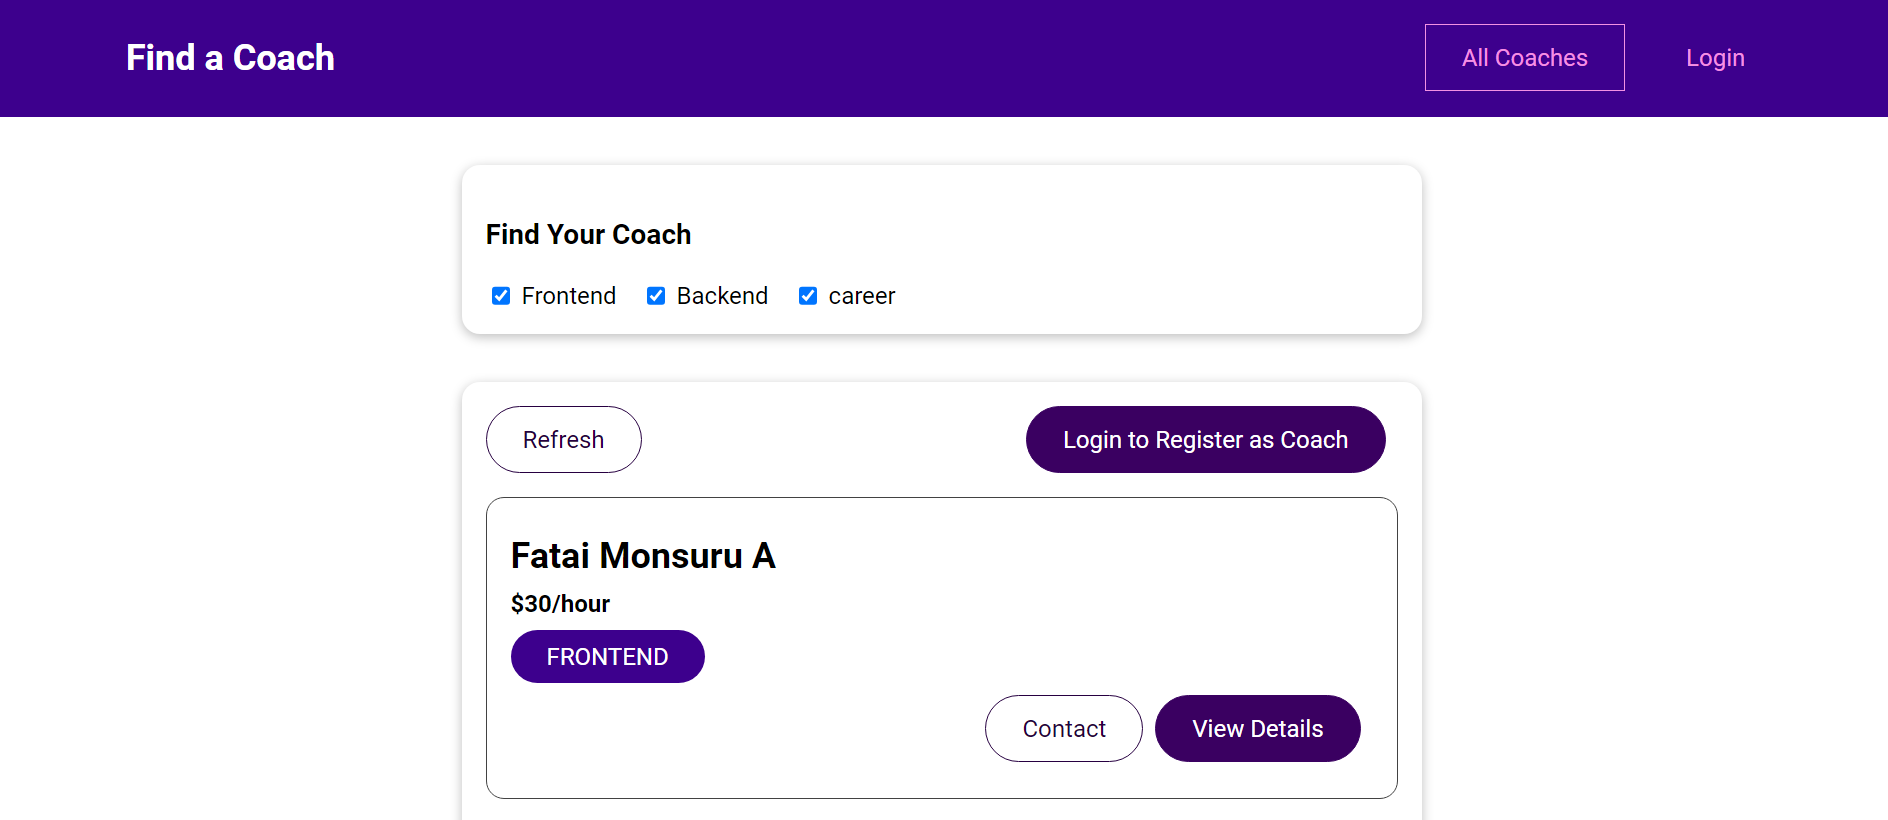 Find a Coach
All Coaches
Login
Find Your Coach
Frontend
Backend
career
Refresh
Login to Register as Coach
Fatai Monsuru A
$30/hour
FRONTEND
Contact
View Details